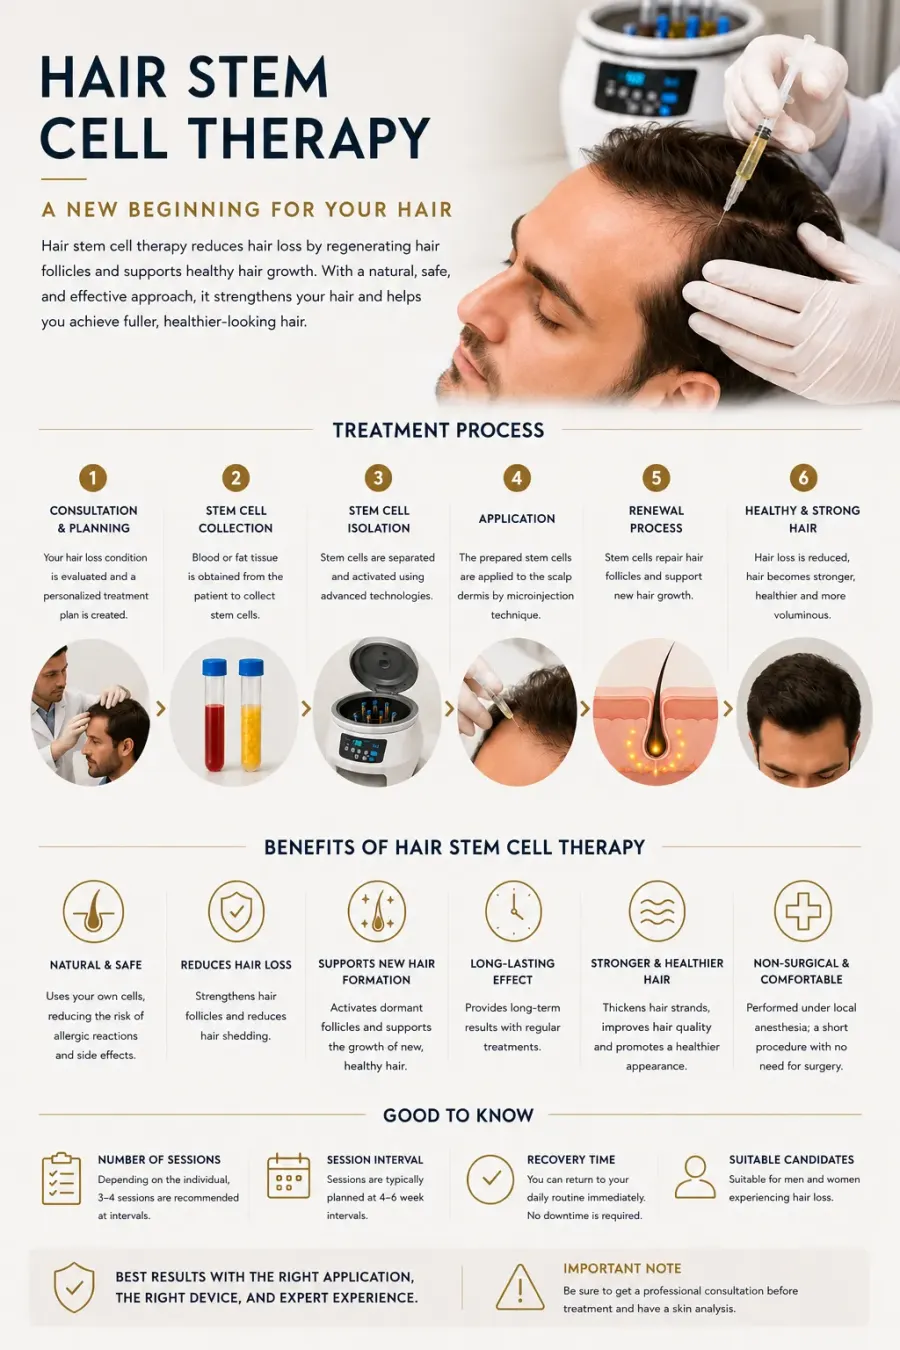 HAIR STEM
CELL THERAPY
A NEW BEGINNING FOR YOUR HAIR
Hair stem cell therapy reduces hair loss by regenerating hair
follicles and supports healthy hair growth. With a natural, safe,
and effective approach, it strengthens your hair and helps
you achieve fuller, healthier-looking hair.
TREATMENT PROCESS
1
CONSULTATION
& PLANNING
Your hair loss condition
is evaluated and a
personalized treatment
plan is created.
2
STEM CELL
COLLECTION
Blood or fat tissue
is obtained from the
patient to collect
stem cells.
3
STEM CELL
ISOLATION
Stem cells are separated
and activated using
advanced technologies.
4
APPLICATION
The prepared stem cells
are applied to the scalp
dermis by microinjection
technique.
5
RENEWAL
PROCESS
Stem cells repair hair
follicles and support
new hair growth.
6
HEALTHY & STRONG
HAIR
Hair loss is reduced,
hair becomes stronger,
healthier and more
voluminous.
BENEFITS OF HAIR STEM CELL THERAPY
NATURAL & SAFE
Uses your own cells,
reducing the risk of
allergic reactions
and side effects.
REDUCES HAIR LOSS
Strengthens hair
follicles and reduces
hair shedding.
SUPPORTS NEW HAIR
FORMATION
Activates dormant
follicles and supports
the growth of new,
healthy hair.
LONG-LASTING
EFFECT
Provides long-term
results with regular
treatments.
STRONGER & HEALTHIER
HAIR
Thickens hair strands,
improves hair quality
and promotes a healthier
appearance.
NON-SURGICAL &
COMFORTABLE
Performed under local
anesthesia; a short
procedure with no
need for surgery.
GOOD TO KNOW
NUMBER OF SESSIONS
Depending on the individual,
3–4 sessions are recommended
at intervals.
SESSION INTERVAL
Sessions are typically
planned at 4–6 week
intervals.
RECOVERY TIME
You can return to your
daily routine immediately.
No downtime is required.
SUITABLE CANDIDATES
Suitable for men and women
experiencing hair loss.
BEST RESULTS WITH THE RIGHT APPLICATION,
THE RIGHT DEVICE, AND EXPERT EXPERIENCE.
IMPORTANT NOTE
Be sure to get a professional consultation before
treatment and have a skin analysis.